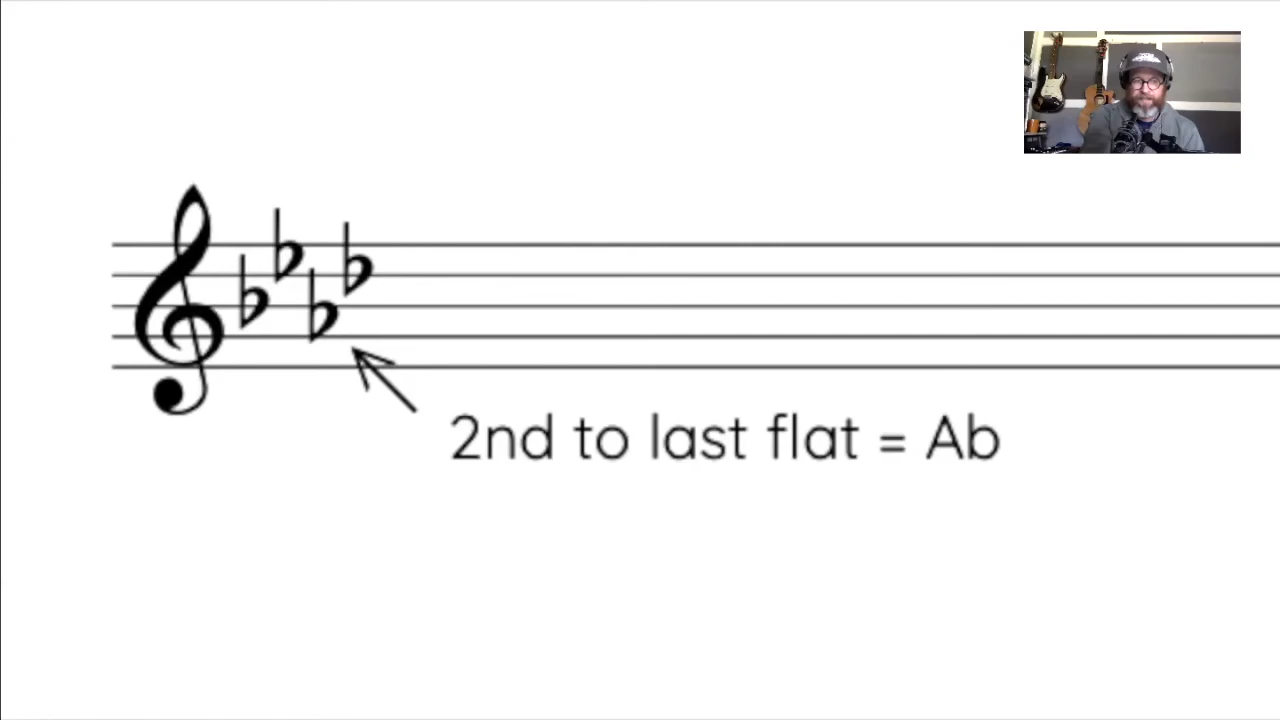 2nd to last flat = Ab